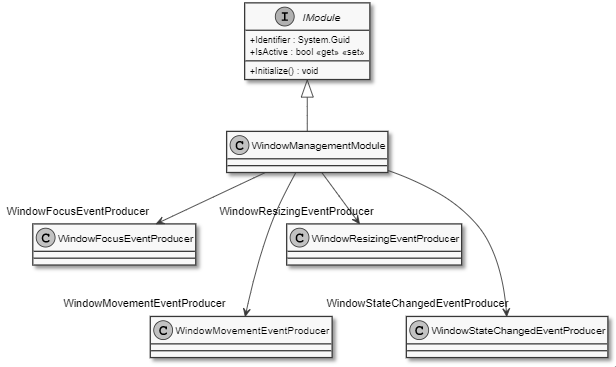 I IModule
+Identifier : System.Guid
+IsActive : bool «get» «set»
+Initialize() : void
C WindowManagementModule
WindowFocusEventProducer
WindowResizingEventProducer
C WindowFocusEventProducer
C WindowResizingEventProducer
WindowMovementEventProducer
WindowStateChangedEventProducer
C WindowMovementEventProducer
C WindowStateChangedEventProducer